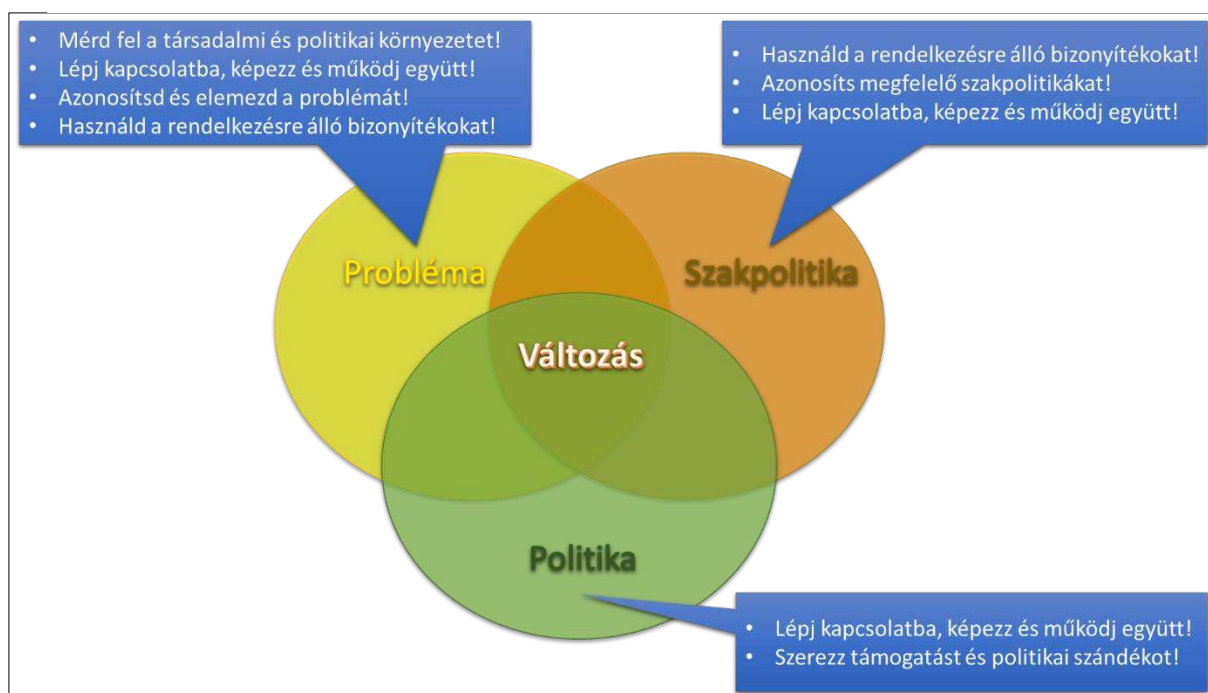 • Mérd fel a társadalmi és politikai környezetet!
• Lépj kapcsolatba, képezz és működj együtt!
• Azonosítsd és elemezd a problémát!
• Használd a rendelkezésre álló bizonyítékokat!
• Használd a rendelkezésre álló bizonyítékokat!
• Azonosíts megfelelő szakpolitikákat!
• Lépj kapcsolatba, képezz és működj együtt!
Probléma
Szakpolitika
Változás
Politika
• Lépj kapcsolatba, képezz és működj együtt!
• Szerezz támogatást és politikai szándékot!